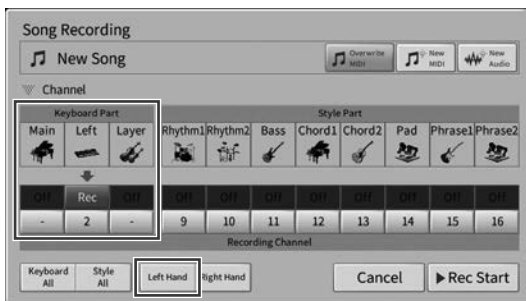 Song Recording
New Song
Overwrite MIDI
New MIDI
New Audio
Channel
Keyboard Part
Style Part
Main Left Layer Rhythm1 Rhythm2 Bass Chord1 Chord2 Pad Phrase1 Phrase2
Off Rec Off Off Off Off Off Off Off Off Off
- 2 - 9 10 11 12 13 14 15 16
Recording Channel
Keyboard All
Style All
Left Hand
Right Hand
Cancel
Rec Start